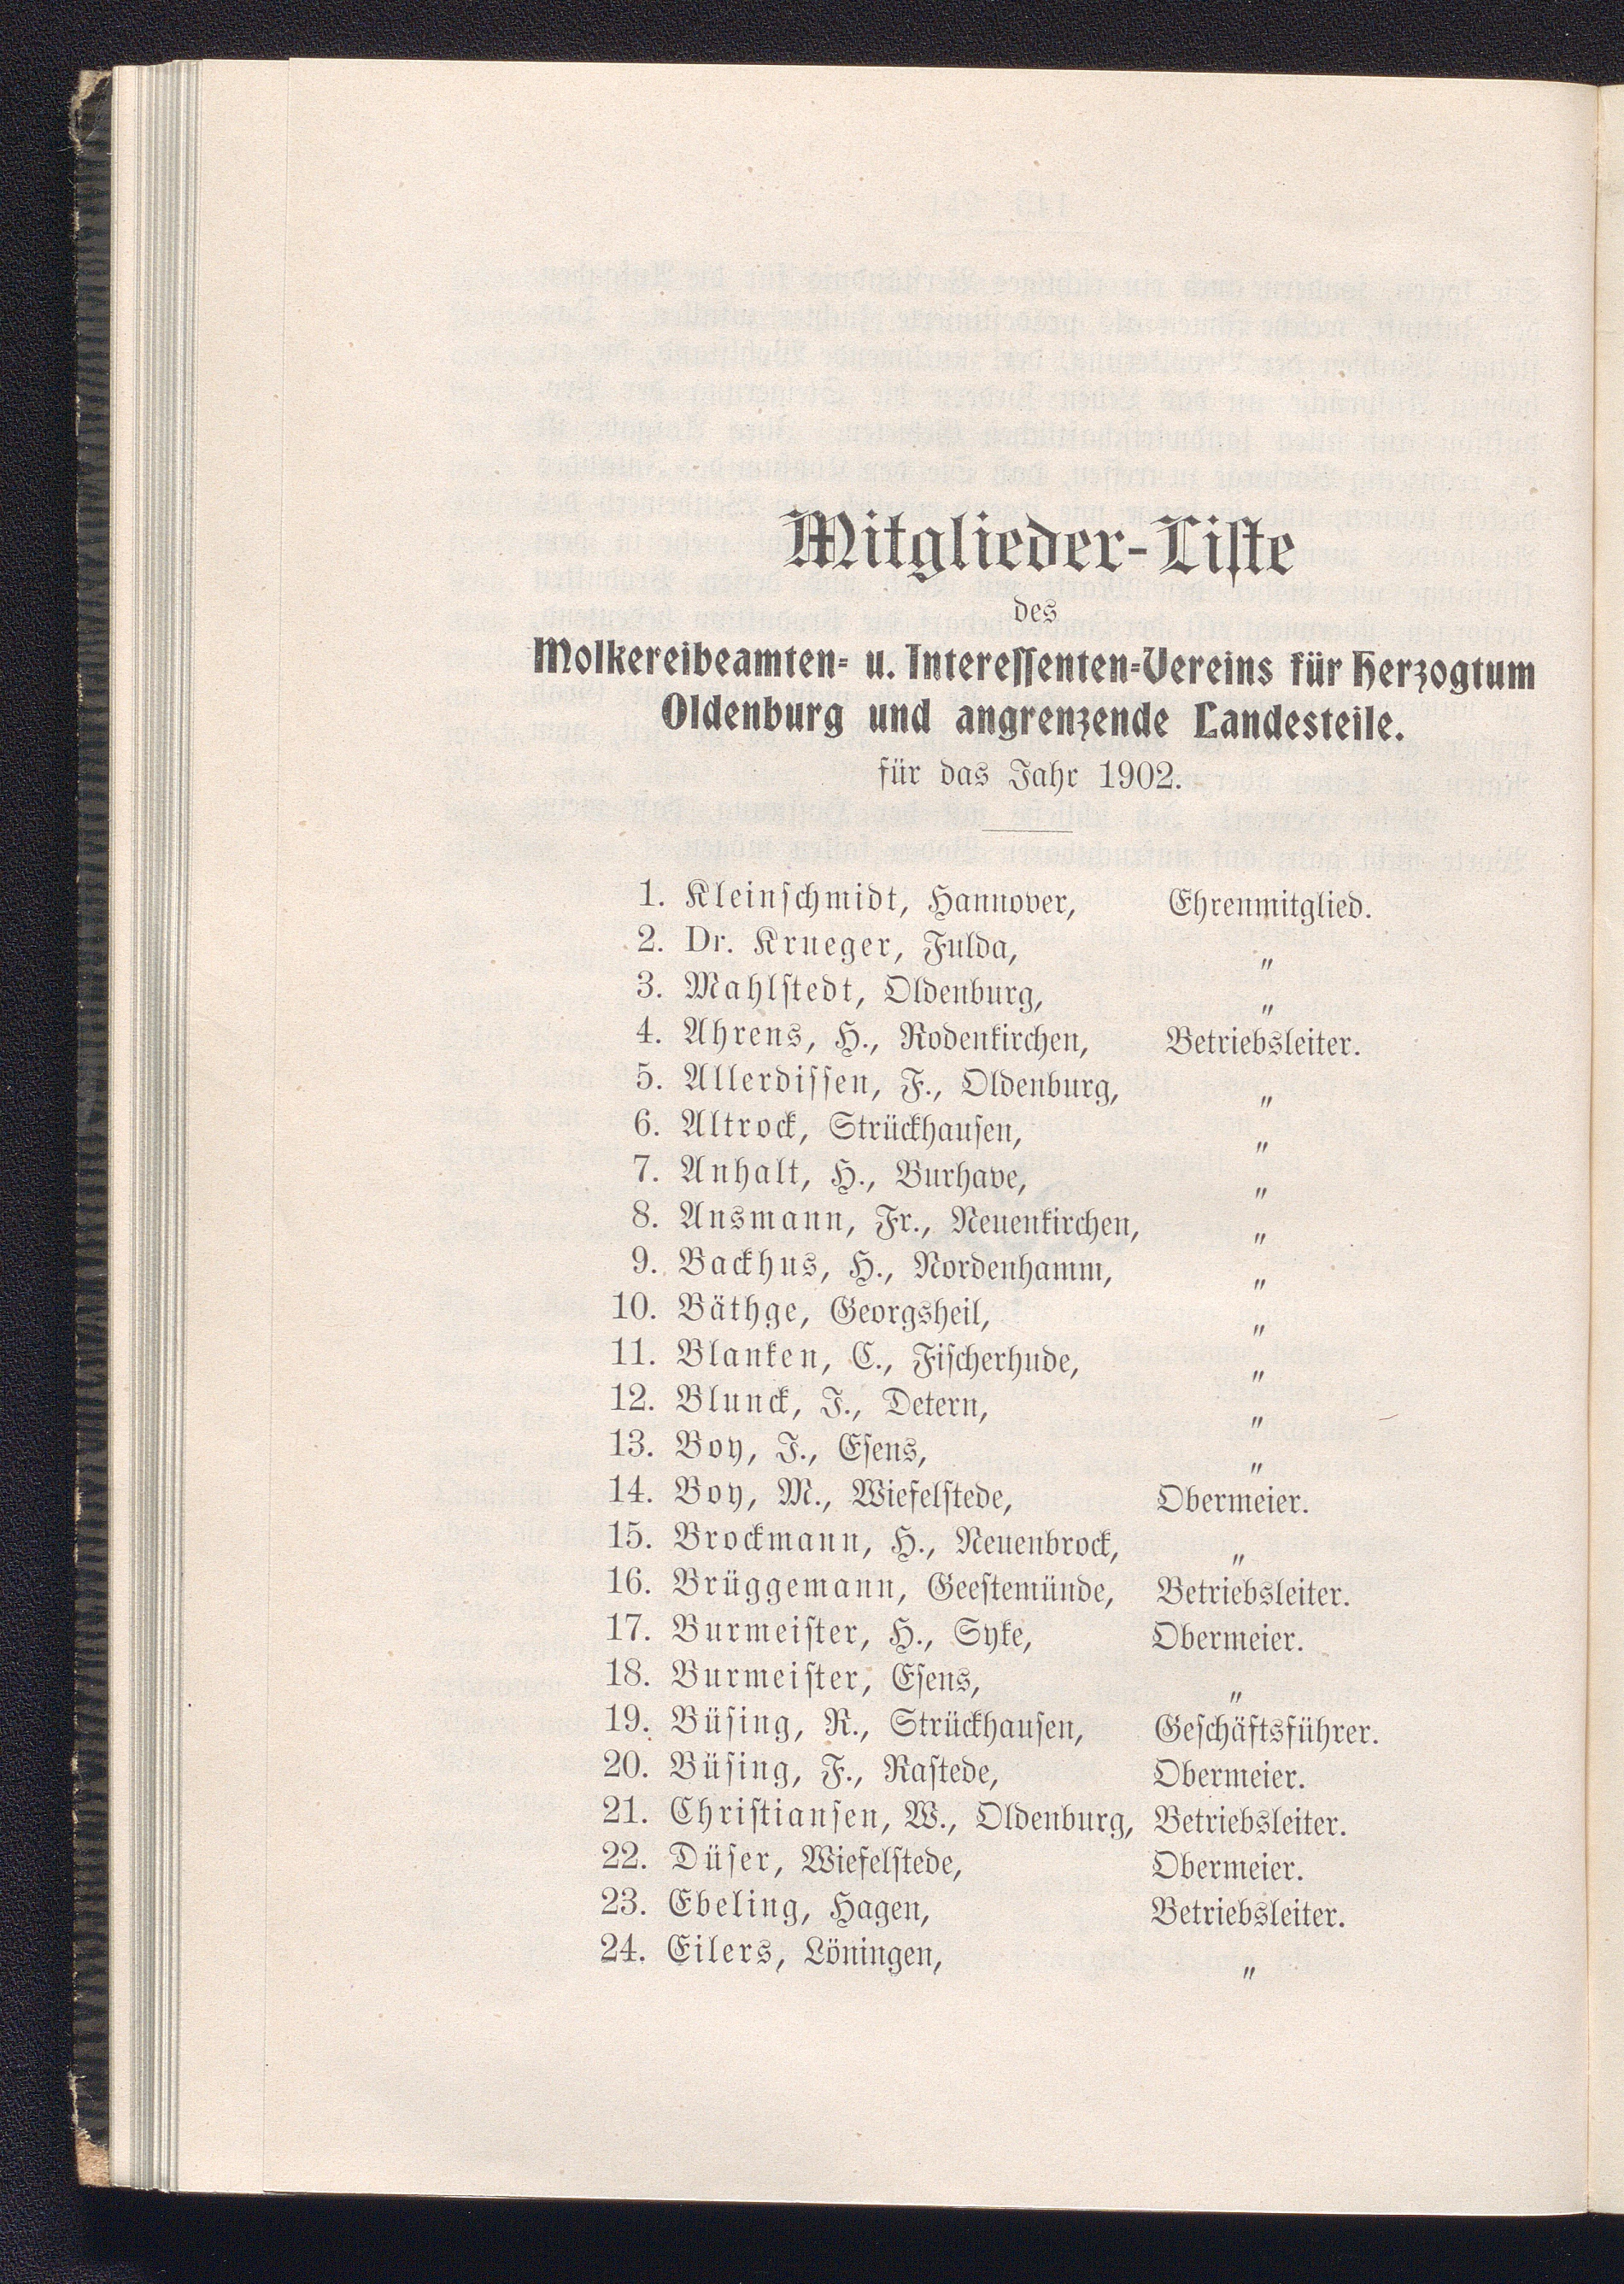 Mitglieder-Liste
des
Molkereibeamten- u. Interessenten-Vereins für Herzogtum
Oldenburg und angrenzende Landesteile.
für das Jahr 1902.
1. Kleinschmidt, Hannover, Ehrenmitglied.
2. Dr. Krueger, Fulda, "
3. Mahlstedt, Oldenburg, "
4. Ahrens, H., Rodenkirchen, Betriebsleiter.
5. Allerdissen, F., Oldenburg, "
6. Altrock, Strückhausen, "
7. Anhalt, H., Burhave, "
8. Ansmann, Fr., Neuenkirchen, "
9. Backhus, H., Nordenhamm, "
10. Bäthge, Georgsheil, "
11. Blanken, C., Fischerhude, "
12. Blunck, J., Detern, "
13. Boy, J., Esens, "
14. Boy, M., Wiefelstede, Obermeier.
15. Brockmann, H., Neuenbrock, "
16. Brüggemann, Geestemünde, Betriebsleiter.
17. Burmeister, H., Syke, Obermeier.
18. Burmeister, Esens, "
19. Büsing, R., Strückhausen, Geschäftsführer.
20. Büsing, F., Rastede, Obermeier.
21. Christiansen, W., Oldenburg, Betriebsleiter.
22. Düser, Wiefelstede, Obermeier.
23. Ebeling, Hagen, Betriebsleiter.
24. Eilers, Löningen, "